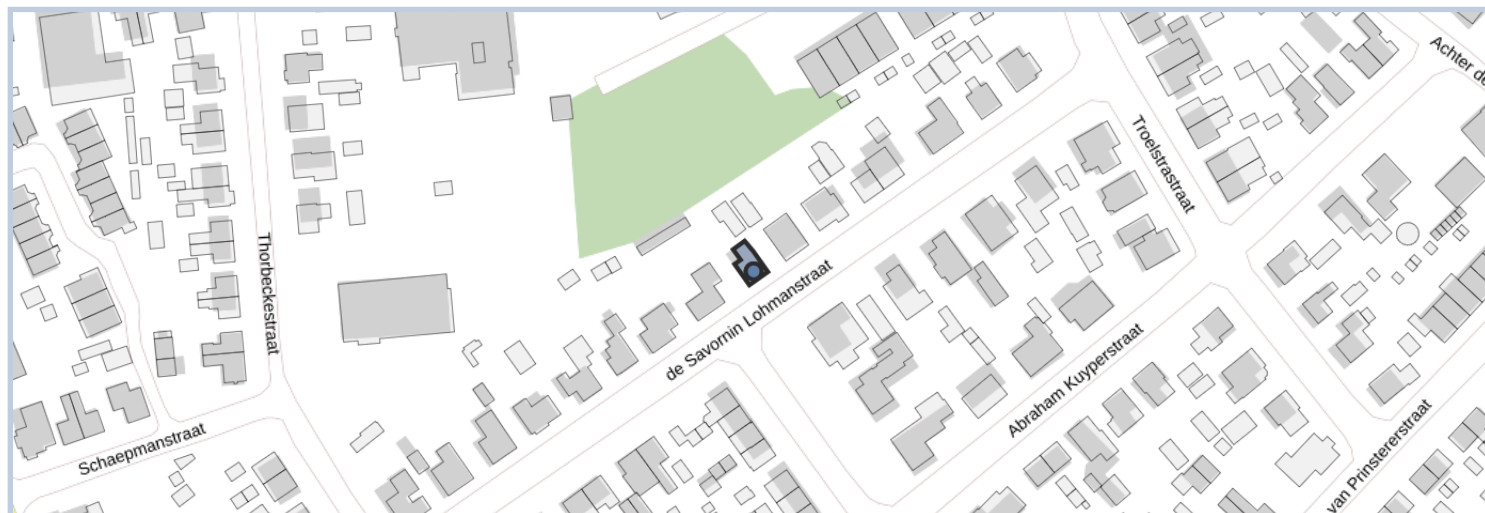 Achter de
Troelstrastraat
Thorbeckestraat
de Savornin Lohmanstraat
Abraham Kuyperstraat
Schaepmanstraat
van Prinstererstraat